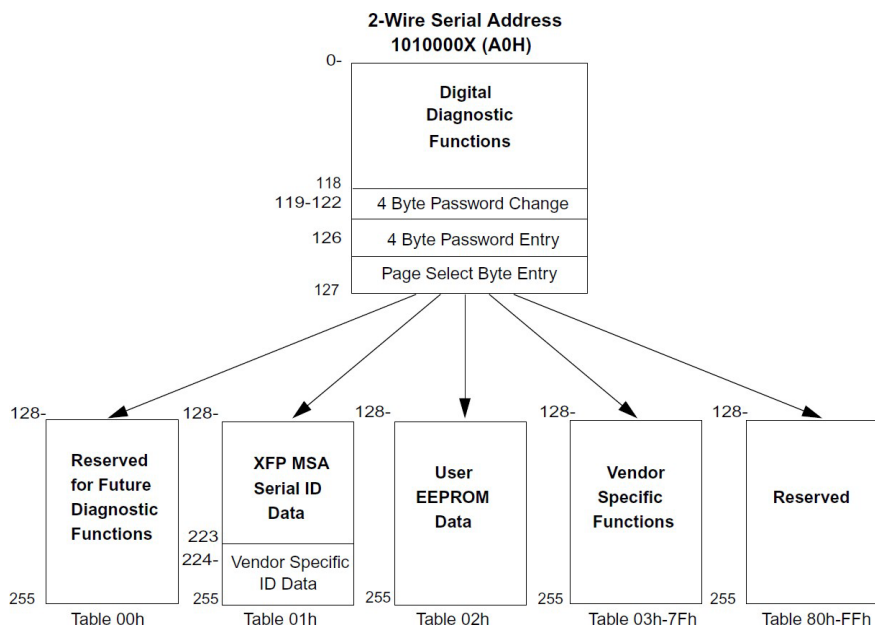 2-Wire Serial Address
1010000X (A0H)
0-
Digital
Diagnostic
Functions
118
119-122
4 Byte Password Change
126
4 Byte Password Entry
Page Select Byte Entry
127
128-
Reserved
for Future
Diagnostic
Functions
255
Table 00h
128-
XFP MSA
Serial ID
Data
223
224-
Vendor Specific
ID Data
255
Table 01h
128-
User
EEPROM
Data
255
Table 02h
128-
Vendor
Specific
Functions
255
Table 03h-7Fh
128-
Reserved
255
Table 80h-FFh